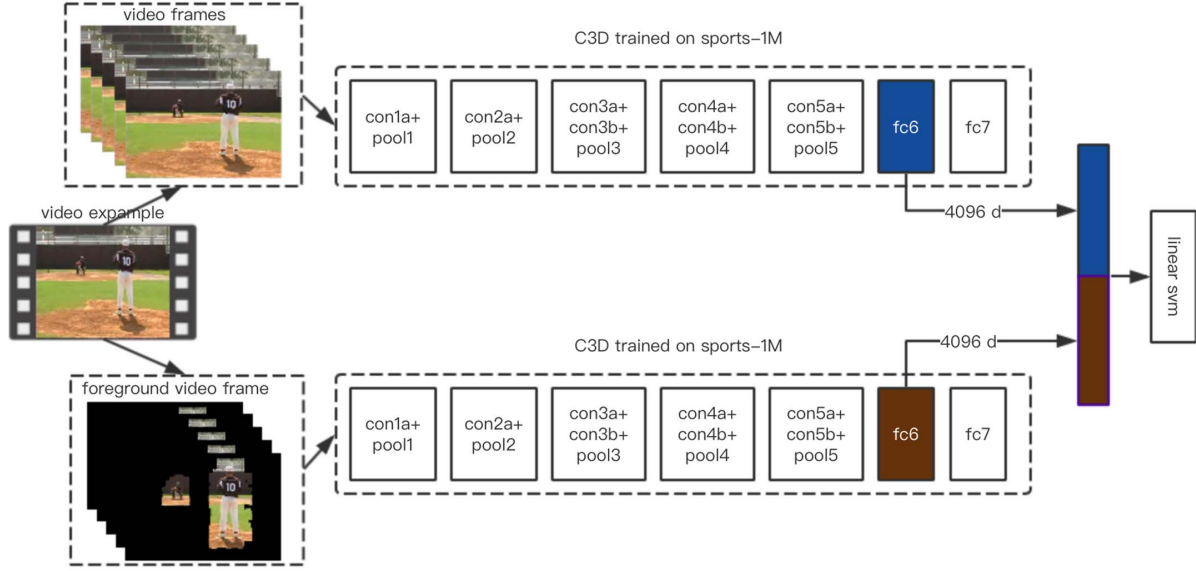 video frames
10
C3D trained on sports-1M
con1a+
pool1
con2a+
pool2
con3a+
con3b+
pool3
con4a+
con4b+
pool4
con5a+
con5b+
pool5
fc6
fc7
4096 d
video expample
10
linear svm
foreground video frame
10
C3D trained on sports-1M
con1a+
pool1
con2a+
pool2
con3a+
con3b+
pool3
con4a+
con4b+
pool4
con5a+
con5b+
pool5
fc6
fc7
4096 d